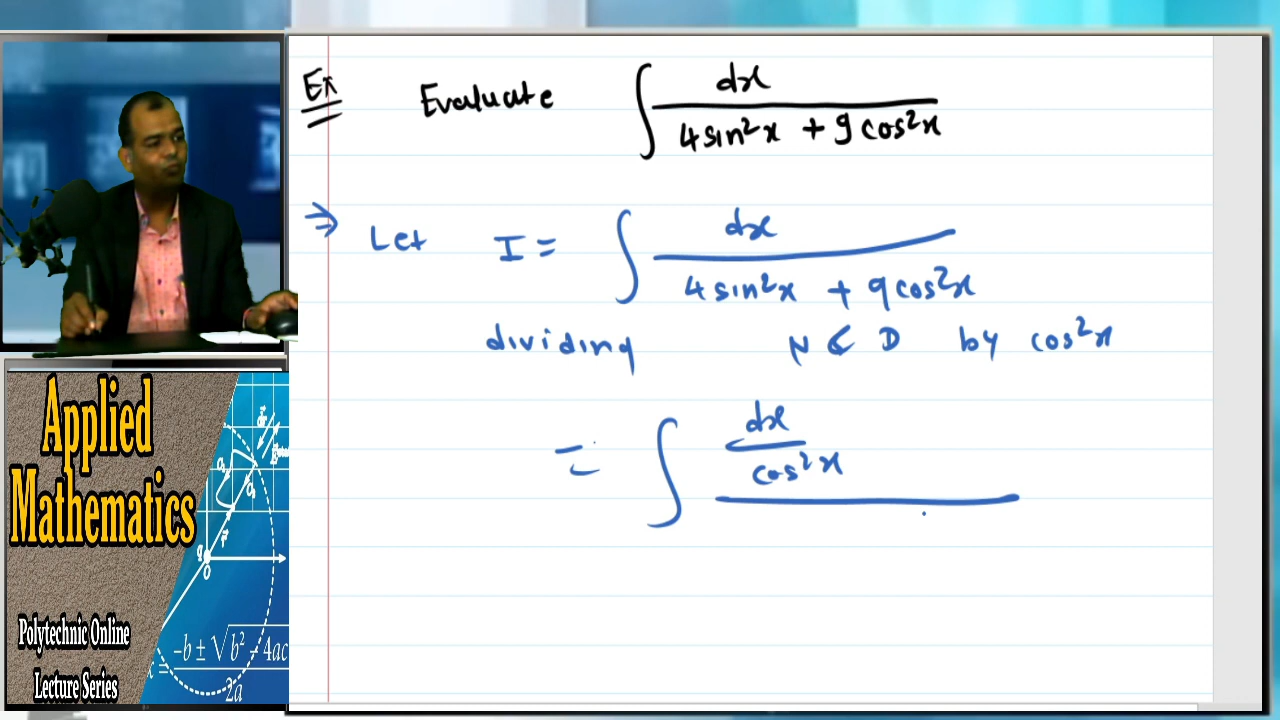 Ex Evaluate ∫ dx / 4sin²x + 9cos²x
⇒ Let I = ∫ dx / 4sin²x + 9cos²x
dividing N & D by cos²x
= ∫ dx / cos²x
Applied
Mathematics
Polytechnic Online
Lecture Series
-b ± √b² - 4ac
2a